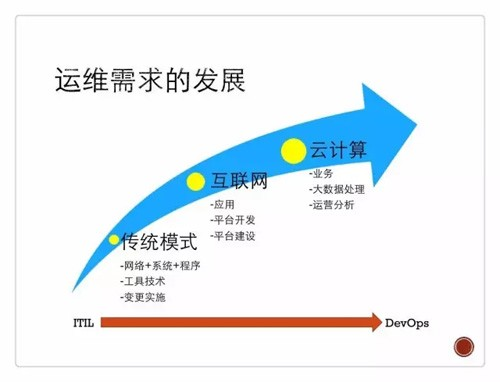 运维需求的发展
云计算
-业务
-大数据处理
-运营分析
互联网
-应用
-平台开发
-平台建设
传统模式
-网络+系统+程序
-工具技术
-变更实施
ITIL
DevOps